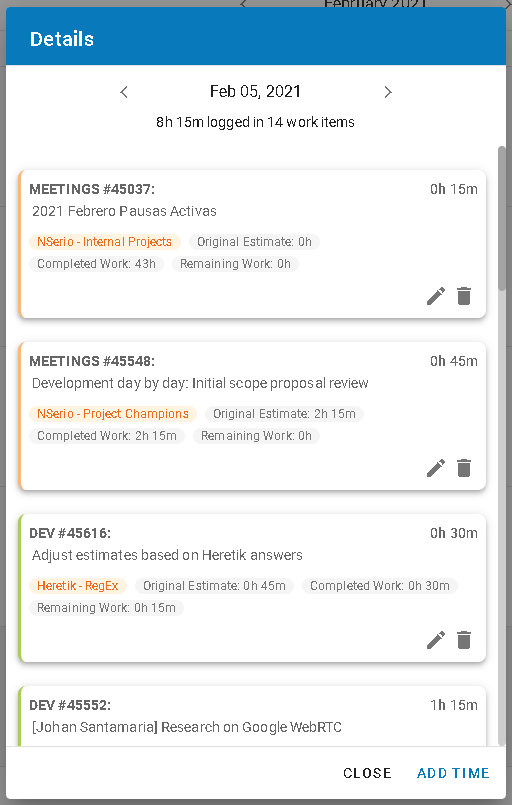 February 2021
Details
Feb 05, 2021
8h 15m logged in 14 work items
MEETINGS #45037: 0h 15m
2021 Febrero Pausas Activas
NSerio - Internal Projects Original Estimate: 0h
Completed Work: 43h Remaining Work: 0h
MEETINGS #45548: 0h 45m
Development day by day: Initial scope proposal review
NSerio - Project Champions Original Estimate: 2h 15m
Completed Work: 2h 15m Remaining Work: 0h
DEV #45616: 0h 30m
Adjust estimates based on Heretik answers
Heretik - RegEx Original Estimate: 0h 45m Completed Work: 0h 30m
Remaining Work: 0h 15m
DEV #45552: 1h 15m
[Johan Santamaria] Research on Google WebRTC
CLOSE ADD TIME